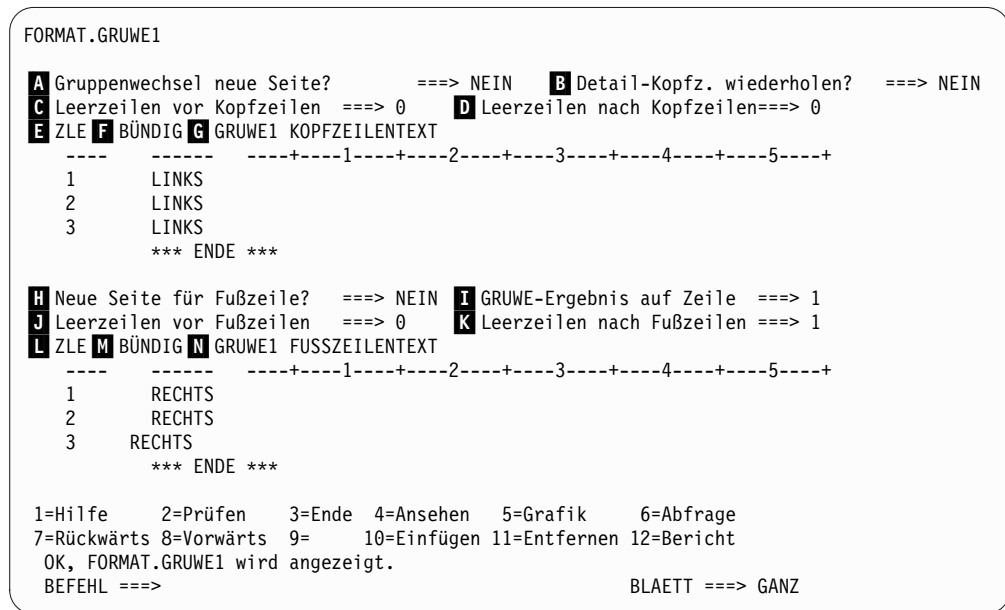 FORMAT.GRUWE1
A Gruppenwechsel neue Seite? ===> NEIN B Detail-Kopfz. wiederholen? ===> NEIN
C Leerzeilen vor Kopfzeilen ===> 0 D Leerzeilen nach Kopfzeilen===> 0
E ZLE F BÜNDIG G GRUWE1 KOPFZEILENTEXT
---- ------ ----+----1----+----2----+----3----+----4----+----5----+
1 LINKS
2 LINKS
3 LINKS
*** ENDE ***
H Neue Seite für Fußzeile? ===> NEIN I GRUWE-Ergebnis auf Zeile ===> 1
J Leerzeilen vor Fußzeilen ===> 0 K Leerzeilen nach Fußzeilen ===> 1
L ZLE M BÜNDIG N GRUWE1 FUSSZEILENTEXT
---- ------ ----+----1----+----2----+----3----+----4----+----5----+
1 RECHTS
2 RECHTS
3 RECHTS
*** ENDE ***
1=Hilfe 2=Prüfen 3=Ende 4=Ansehen 5=Grafik 6=Abfrage
7=Rückwärts 8=Vorwärts 9= 10=Einfügen 11=Entfernen 12=Bericht
OK, FORMAT.GRUWE1 wird angezeigt.
BEFEHL ===> BLAETT ===> GANZ